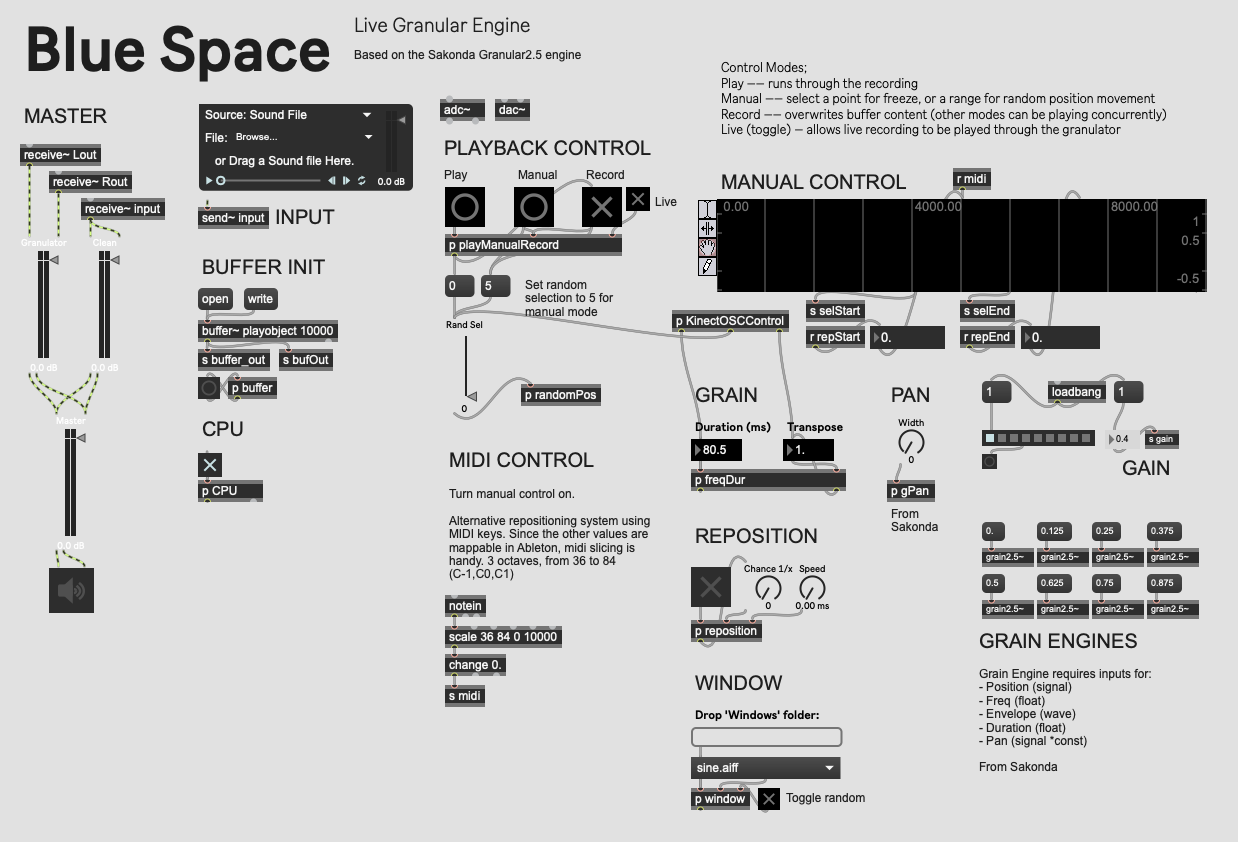 Blue Space
Live Granular Engine
Based on the Sakonda Granular2.5 engine
Control Modes;
Play –– runs through the recording
Manual –– select a point for freeze, or a range for random position movement
Record –– overwrites buffer content (other modes can be playing concurrently)
Live (toggle) – allows live recording to be played through the granulator
MASTER
receive~ Lout
receive~ Rout
receive~ input
Granulator
Clean
0.0 dB
0.0 dB
Master
0.0 dB
Source: Sound File
File: Browse...
or Drag a Sound file Here.
0.0 dB
send~ input
INPUT
BUFFER INIT
open
write
buffer~ playobject 10000
s buffer_out
s bufOut
p buffer
CPU
p CPU
adc~
dac~
PLAYBACK CONTROL
Play
Manual
Record
Live
p playManualRecord
0
5
Set random
selection to 5 for
manual mode
Rand Sel
0
p randomPos
MIDI CONTROL
Turn manual control on.
Alternative repositioning system using
MIDI keys. Since the other values are
mappable in Ableton, midi slicing is
handy. 3 octaves, from 36 to 84
(C-1,C0,C1)
notein
scale 36 84 0 10000
change 0.
s midi
MANUAL CONTROL
r midi
0.00
4000.00
8000.00
1
0.5
-0.5
s selStart
s selEnd
r repStart
0.
r repEnd
0.
p KinectOSCControl
GRAIN
Duration (ms)
Transpose
80.5
1.
p freqDur
PAN
Width
0
p gPan
From
Sakonda
1
loadbang
1
0.4
s gain
GAIN
REPOSITION
Chance 1/x
Speed
0
0.00 ms
p reposition
WINDOW
Drop 'Windows' folder:
sine.aiff
p window
Toggle random
0.
0.125
0.25
0.375
grain2.5~
grain2.5~
grain2.5~
grain2.5~
0.5
0.625
0.75
0.875
grain2.5~
grain2.5~
grain2.5~
grain2.5~
GRAIN ENGINES
Grain Engine requires inputs for:
- Position (signal)
- Freq (float)
- Envelope (wave)
- Duration (float)
- Pan (signal *const)
From Sakonda